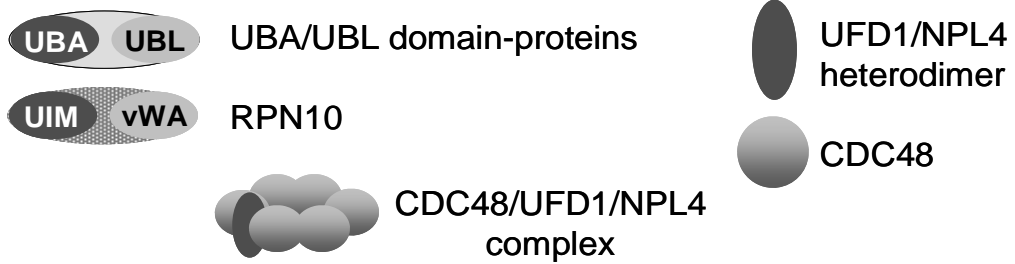 UBA UBL UBA/UBL domain-proteins
UIM vWA RPN10
UFD1/NPL4
heterodimer
CDC48
CDC48/UFD1/NPL4
complex